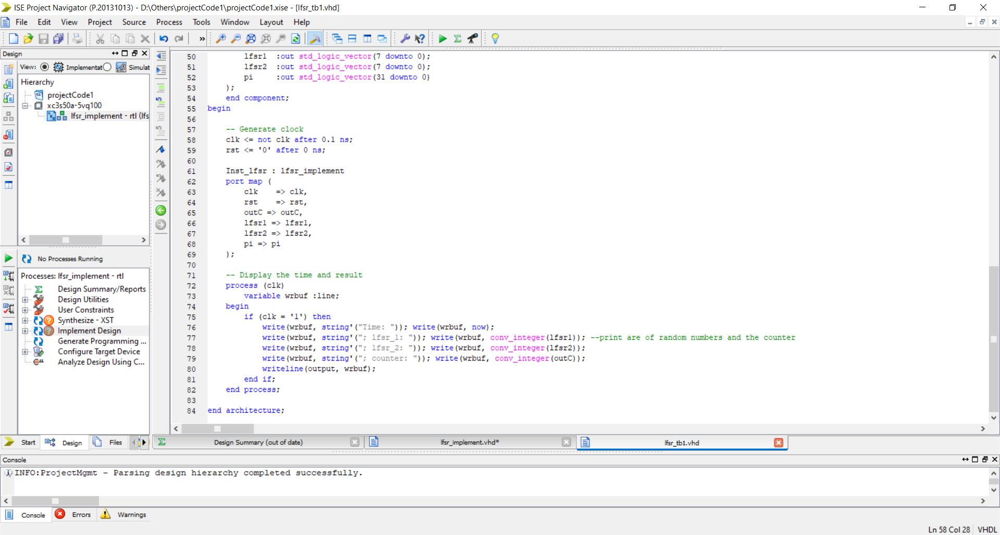 ISE Project Navigator (P.20131013) - D:\Others\projectCode1\projectCode1.xise - [lfsr_tb1.vhd]
File Edit View Project Source Process Tools Window Layout Help
»
Design
View: Implementat Simulat
Hierarchy
projectCode1
xc3s50a-5vq100
lfsr_implement - rtl (lfs
No Processes Running
Processes: lfsr_implement - rtl
Design Summary/Reports
Design Utilities
User Constraints
Synthesize - XST
Implement Design
Generate Programming ...
Configure Target Device
Analyze Design Using C...
Start Design Files
50 lfsr1 :out std_logic_vector(7 downto 0);
51 lfsr2 :out std_logic_vector(7 downto 0);
52 pi :out std_logic_vector(31 downto 0)
53 );
54 end component;
55 begin
56
57 -- Generate clock
58 clk <= not clk after 0.1 ns;
59 rst <= '0' after 0 ns;
60
61 Inst_lfsr : lfsr_implement
62 port map (
63 clk => clk,
64 rst => rst,
65 outC => outC,
66 lfsr1 => lfsr1,
67 lfsr2 => lfsr2,
68 pi => pi
69 );
70
71 -- Display the time and result
72 process (clk)
73 variable wrbuf :line;
74 begin
75 if (clk = '1') then
76 write(wrbuf, string'("Time: ")); write(wrbuf, now);
77 write(wrbuf, string'("; lfsr_1: ")); write(wrbuf, conv_integer(lfsr1)); --print are of random numbers and the counter
78 write(wrbuf, string'("; lfsr_2: ")); write(wrbuf, conv_integer(lfsr2));
79 write(wrbuf, string'("; counter: ")); write(wrbuf, conv_integer(outC));
80 writeline(output, wrbuf);
81 end if;
82 end process;
83
84 end architecture;
Design Summary (out of date) lfsr_implement.vhd* lfsr_tb1.vhd
Console
INFO:ProjectMgmt - Parsing design hierarchy completed successfully.
Console Errors Warnings
Ln 58 Col 28 VHDL